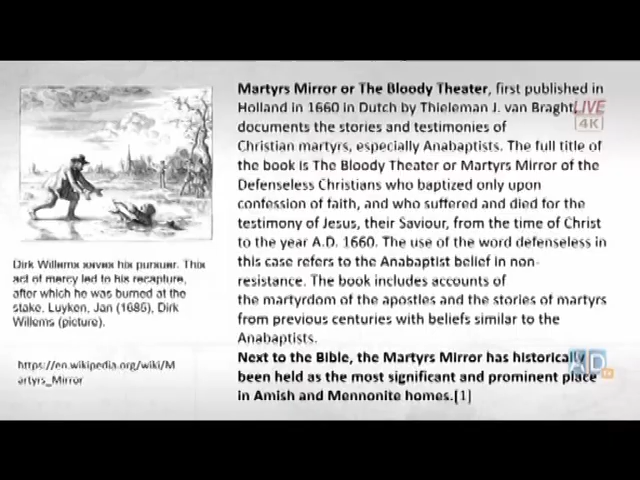 Martyrs Mirror or The Bloody Theater, first published in
Holland in 1660 in Dutch by Thieleman J. van Braght,
documents the stories and testimonies of
Christian martyrs, especially Anabaptists. The full title of
the book is The Bloody Theater or Martyrs Mirror of the
Defenseless Christians who baptized only upon
confession of faith, and who suffered and died for the
testimony of Jesus, their Saviour, from the time of Christ
to the year A.D. 1660. The use of the word defenseless in
this case refers to the Anabaptist belief in non-
resistance. The book includes accounts of
the martyrdom of the apostles and the stories of martyrs
from previous centuries with beliefs similar to the
Anabaptists.
Next to the Bible, the Martyrs Mirror has historically
been held as the most significant and prominent place
in Amish and Mennonite homes.[1]
LIVE
4K
Dirk Willems saves his pursuer. This
act of mercy led to his recapture,
after which he was burned at the
stake. Luyken, Jan (1685), Dirk
Willems (picture).
https://en.wikipedia.org/wiki/M
artyrs_Mirror
AD
TV